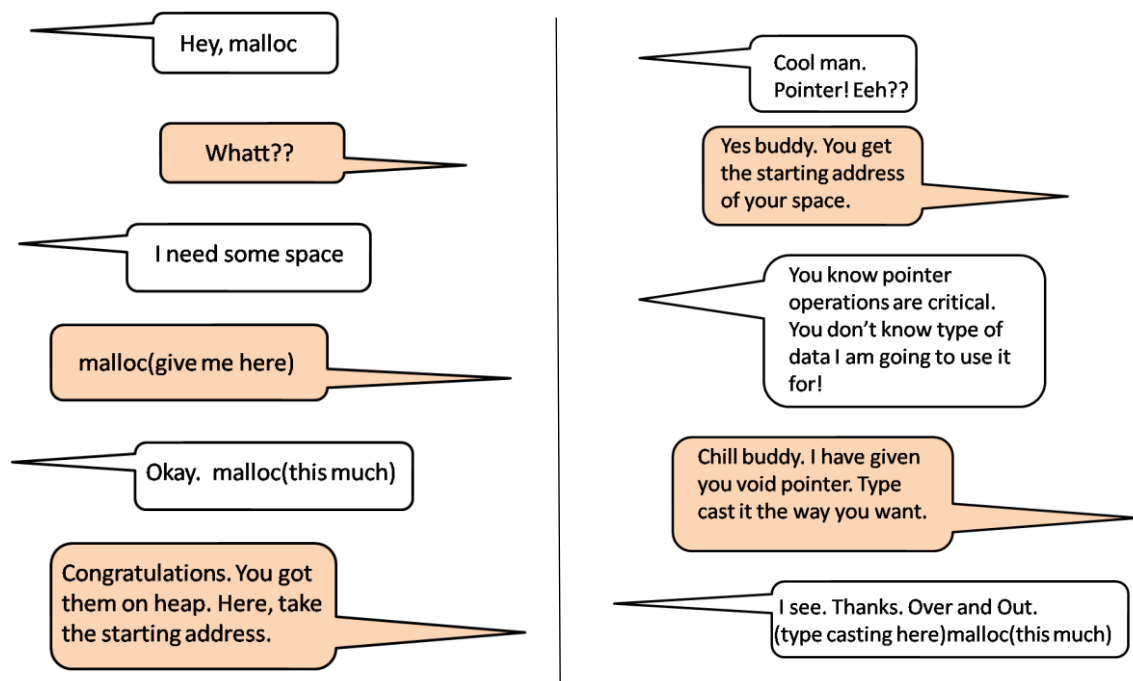 Hey, malloc
Whatt??
I need some space
malloc(give me here)
Okay.  malloc(this much)
Congratulations. You got
them on heap. Here, take
the starting address.
Cool man.
Pointer! Eeh??
Yes buddy. You get
the starting address
of your space.
You know pointer
operations are critical.
You don’t know type of
data I am going to use it
for!
Chill buddy. I have given
you void pointer. Type
cast it the way you want.
I see. Thanks. Over and Out.
(type casting here)malloc(this much)